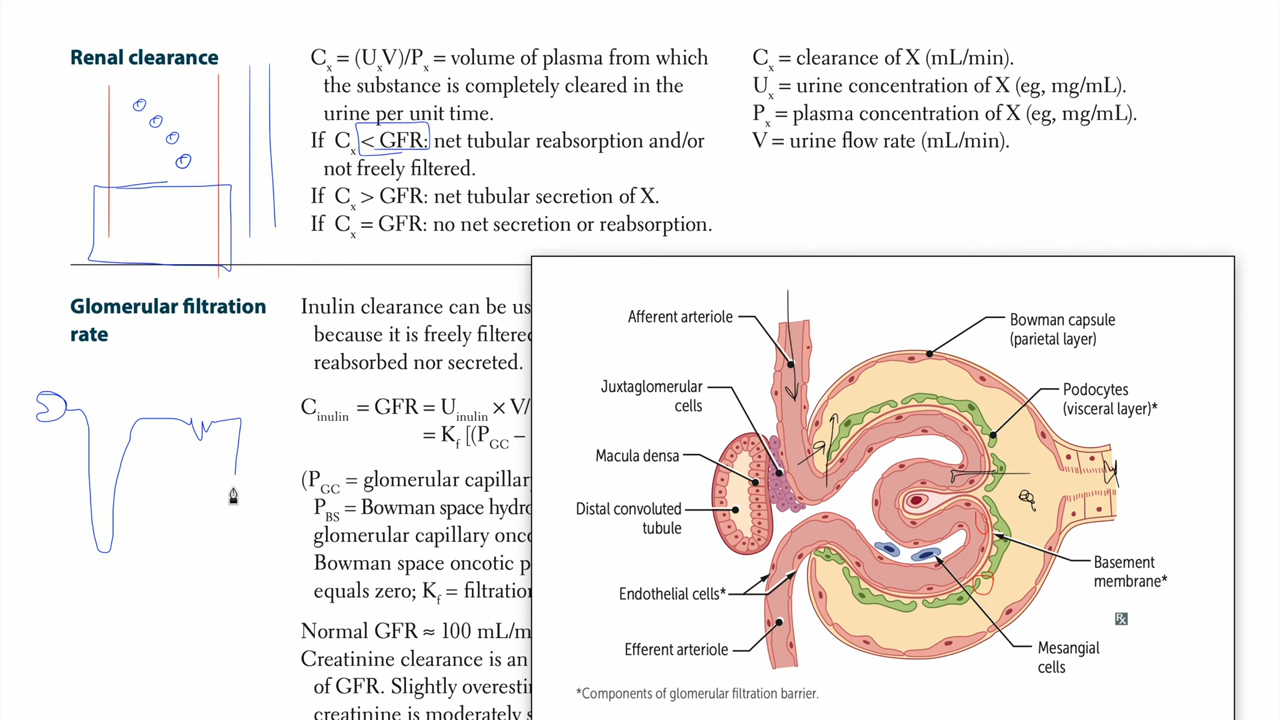 Renal clearance
Cx = (UxV)/Px = volume of plasma from which
the substance is completely cleared in the
urine per unit time.
If Cx < GFR: net tubular reabsorption and/or
not freely filtered.
If Cx > GFR: net tubular secretion of X.
If Cx = GFR: no net secretion or reabsorption.
Cx = clearance of X (mL/min).
Ux = urine concentration of X (eg, mg/mL).
Px = plasma concentration of X (eg, mg/mL).
V = urine flow rate (mL/min).
Glomerular filtration
rate
Inulin clearance can be us
because it is freely filtered
reabsorbed nor secreted.
Cinulin = GFR = Uinulin × V/
= Kf [(PGC –
(PGC = glomerular capillar
PBS = Bowman space hydro
glomerular capillary onco
Bowman space oncotic p
equals zero; Kf = filtration
Normal GFR ≈ 100 mL/m
Creatinine clearance is an
of GFR. Slightly overesti
creatinine is moderately s
Afferent arteriole
Juxtaglomerular
cells
Macula densa
Distal convoluted
tubule
Endothelial cells*
Efferent arteriole
Bowman capsule
(parietal layer)
Podocytes
(visceral layer)*
Basement
membrane*
Rx
Mesangial
cells
*Components of glomerular filtration barrier.